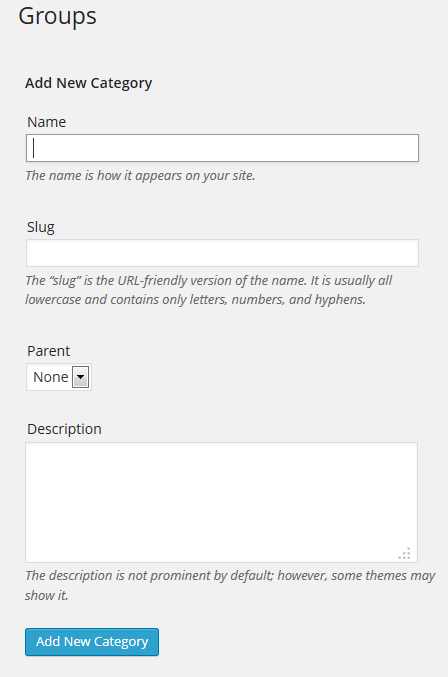 Groups
Add New Category
Name
The name is how it appears on your site.
Slug
The “slug” is the URL-friendly version of the name. It is usually all
lowercase and contains only letters, numbers, and hyphens.
Parent
None
Description
The description is not prominent by default; however, some themes may
show it.
Add New Category